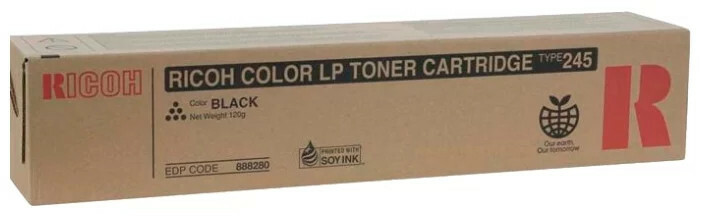 RICOH
RICOH COLOR LP TONER CARTRIDGE TYPE 245
Color BLACK
Net Weight 120g
EDP CODE 888280
PRINTED WITH
SOY INK
Our earth,
Our tomorrow
R